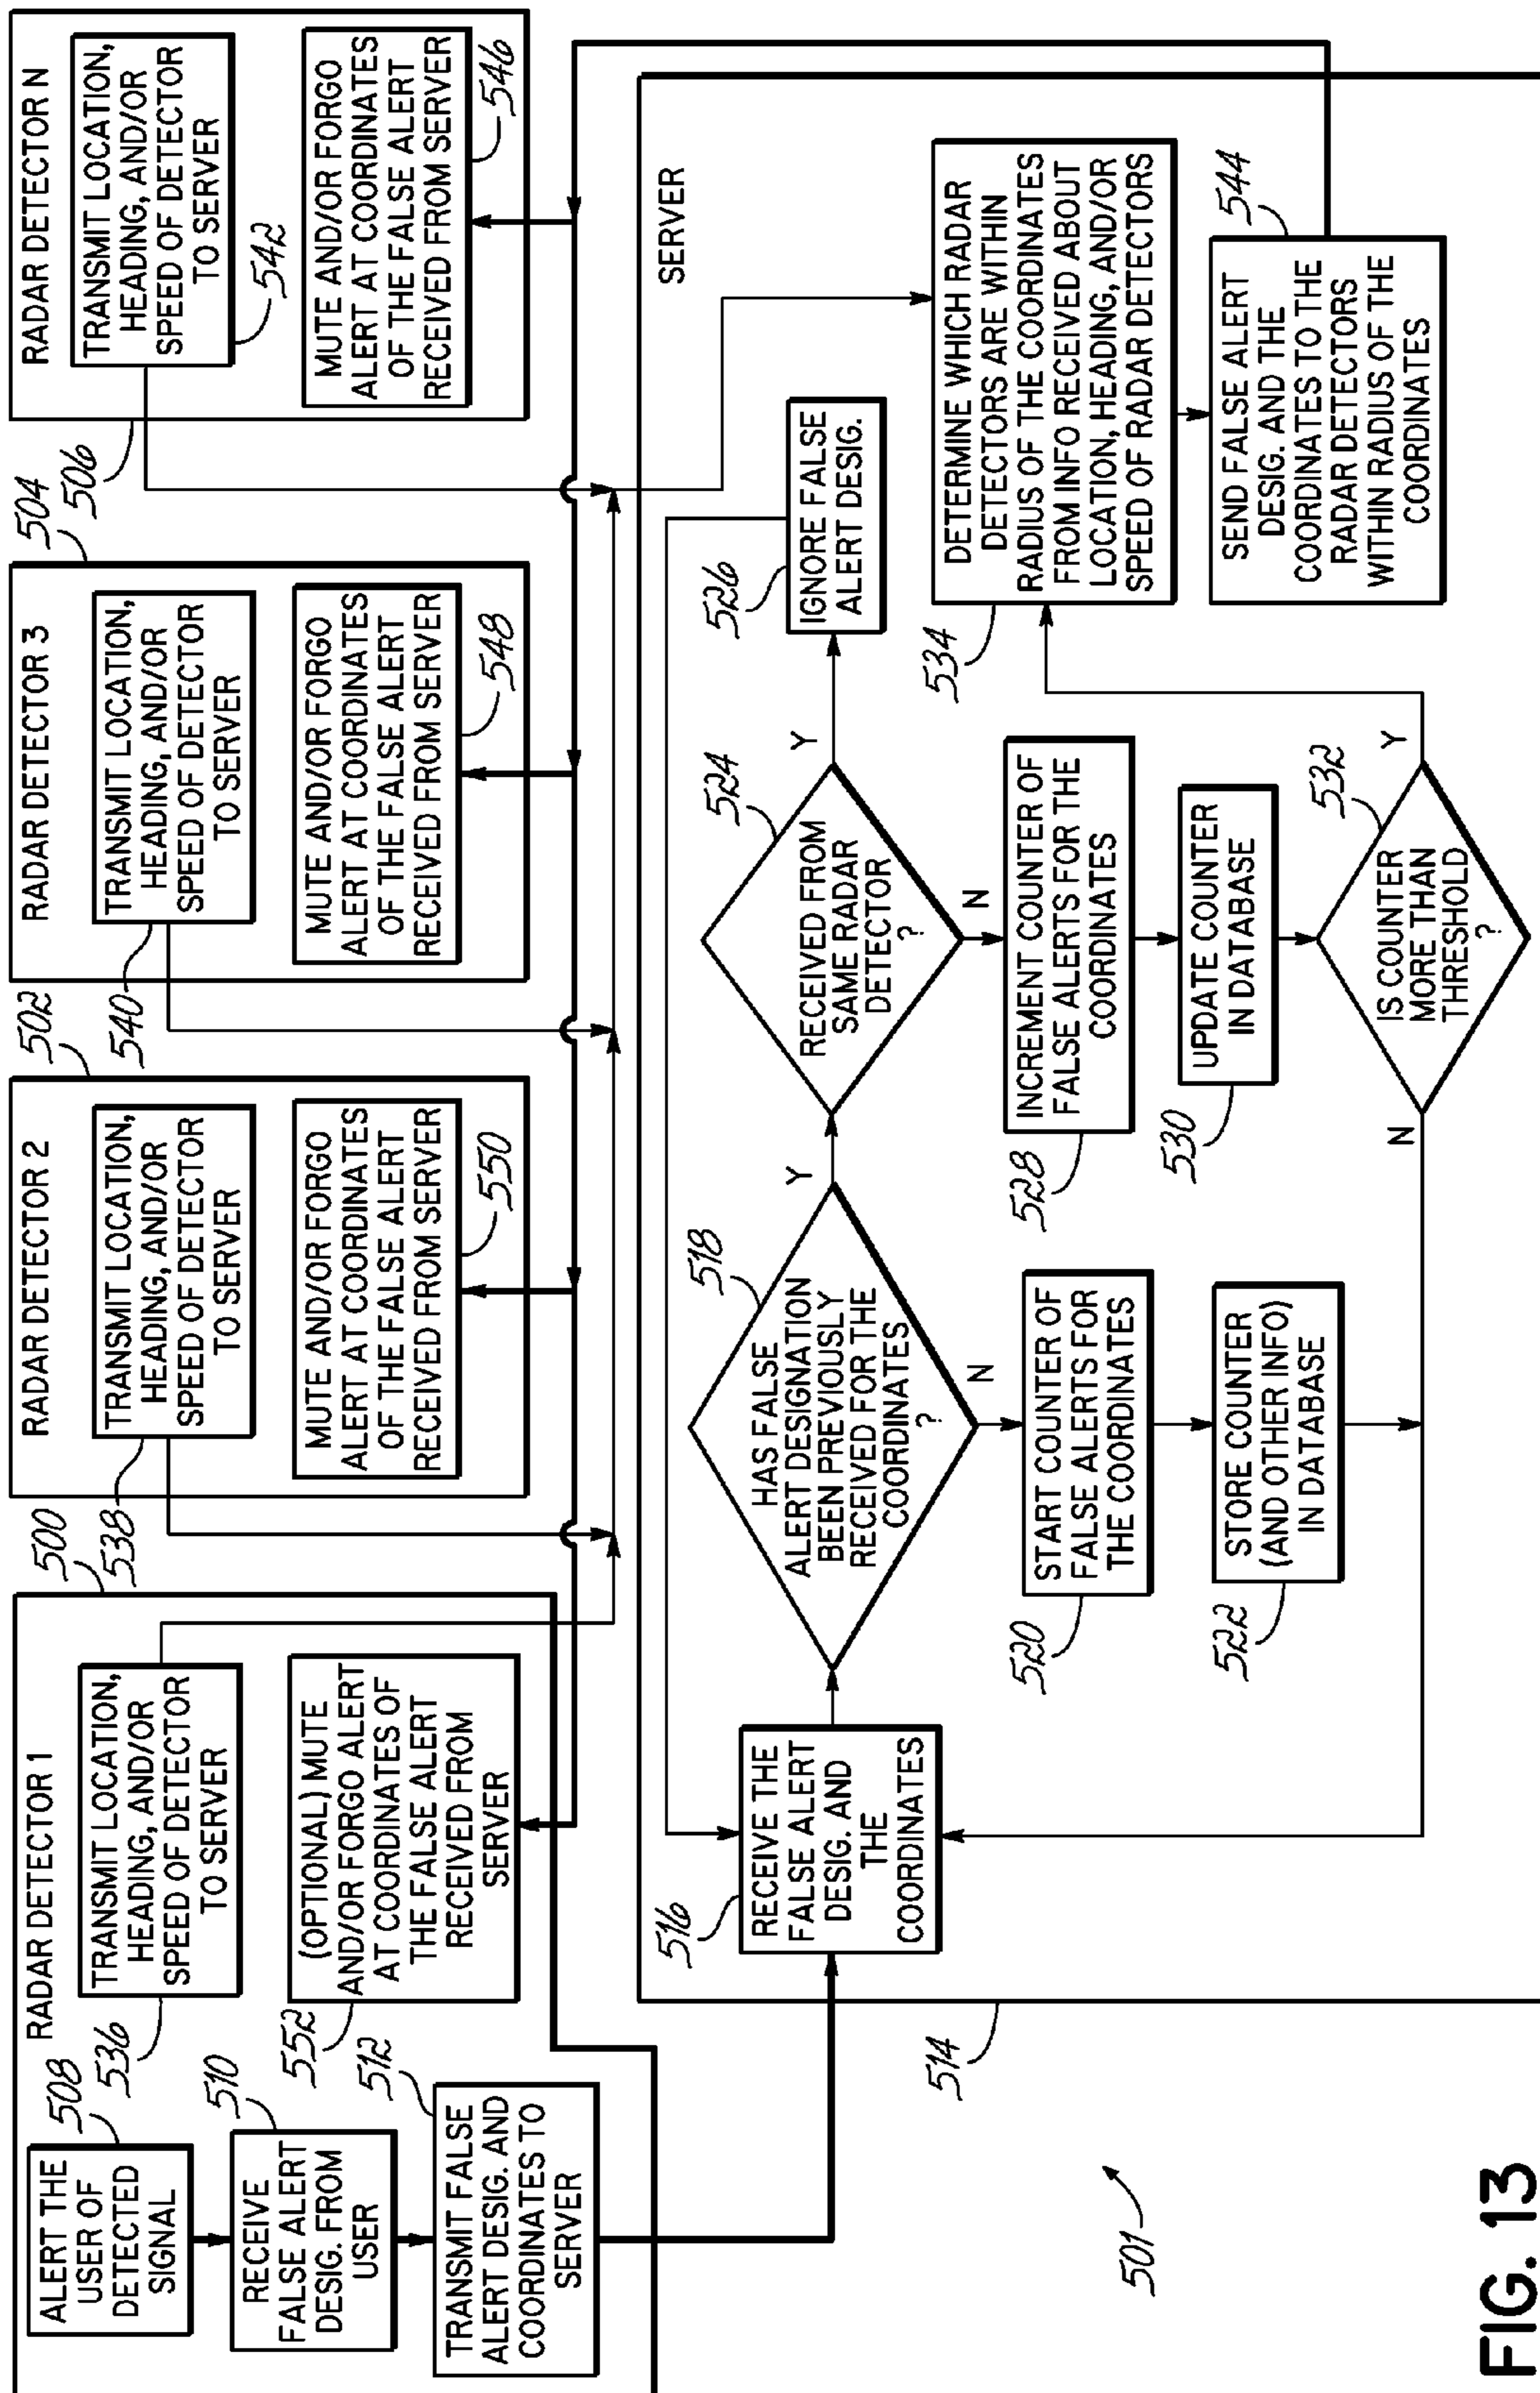 RADAR DETECTOR 1
ALERT THE
USER OF
DETECTED
SIGNAL
508
RECEIVE
FALSE ALERT
DESIG. FROM
USER
510
TRANSMIT FALSE
ALERT DESIG. AND
COORDINATES TO
SERVER
512
TRANSMIT LOCATION,
HEADING, AND/OR
SPEED OF DETECTOR
TO SERVER
536
(OPTIONAL) MUTE
AND/OR FORGO ALERT
AT COORDINATES OF
THE FALSE ALERT
RECEIVED FROM
SERVER
552
500
RADAR DETECTOR 2
TRANSMIT LOCATION,
HEADING, AND/OR
SPEED OF DETECTOR
TO SERVER
538
MUTE AND/OR FORGO
ALERT AT COORDINATES
OF THE FALSE ALERT
RECEIVED FROM SERVER
550
502
RADAR DETECTOR 3
TRANSMIT LOCATION,
HEADING, AND/OR
SPEED OF DETECTOR
TO SERVER
540
MUTE AND/OR FORGO
ALERT AT COORDINATES
OF THE FALSE ALERT
RECEIVED FROM SERVER
548
504
RADAR DETECTOR N
TRANSMIT LOCATION,
HEADING, AND/OR
SPEED OF DETECTOR
TO SERVER
542
MUTE AND/OR FORGO
ALERT AT COORDINATES
OF THE FALSE ALERT
RECEIVED FROM SERVER
546
506
SERVER
514
RECEIVE THE
FALSE ALERT
DESIG. AND
THE
COORDINATES
516
HAS FALSE
ALERT DESIGNATION
BEEN PREVIOUSLY
RECEIVED FOR THE
COORDINATES
?
518
Y
N
START COUNTER OF
FALSE ALERTS FOR
THE COORDINATES
520
STORE COUNTER
(AND OTHER INFO)
IN DATABASE
522
RECEIVED FROM
SAME RADAR
DETECTOR
?
524
Y
N
IGNORE FALSE
ALERT DESIG.
526
INCREMENT COUNTER OF
FALSE ALERTS FOR THE
COORDINATES
528
UPDATE COUNTER
IN DATABASE
530
IS COUNTER
MORE THAN
THRESHOLD
?
532
Y
N
DETERMINE WHICH RADAR
DETECTORS ARE WITHIN
RADIUS OF THE COORDINATES
FROM INFO RECEIVED ABOUT
LOCATION, HEADING, AND/OR
SPEED OF RADAR DETECTORS
534
SEND FALSE ALERT
DESIG. AND THE
COORDINATES TO THE
RADAR DETECTORS
WITHIN RADIUS OF THE
COORDINATES
544
501
FIG. 13